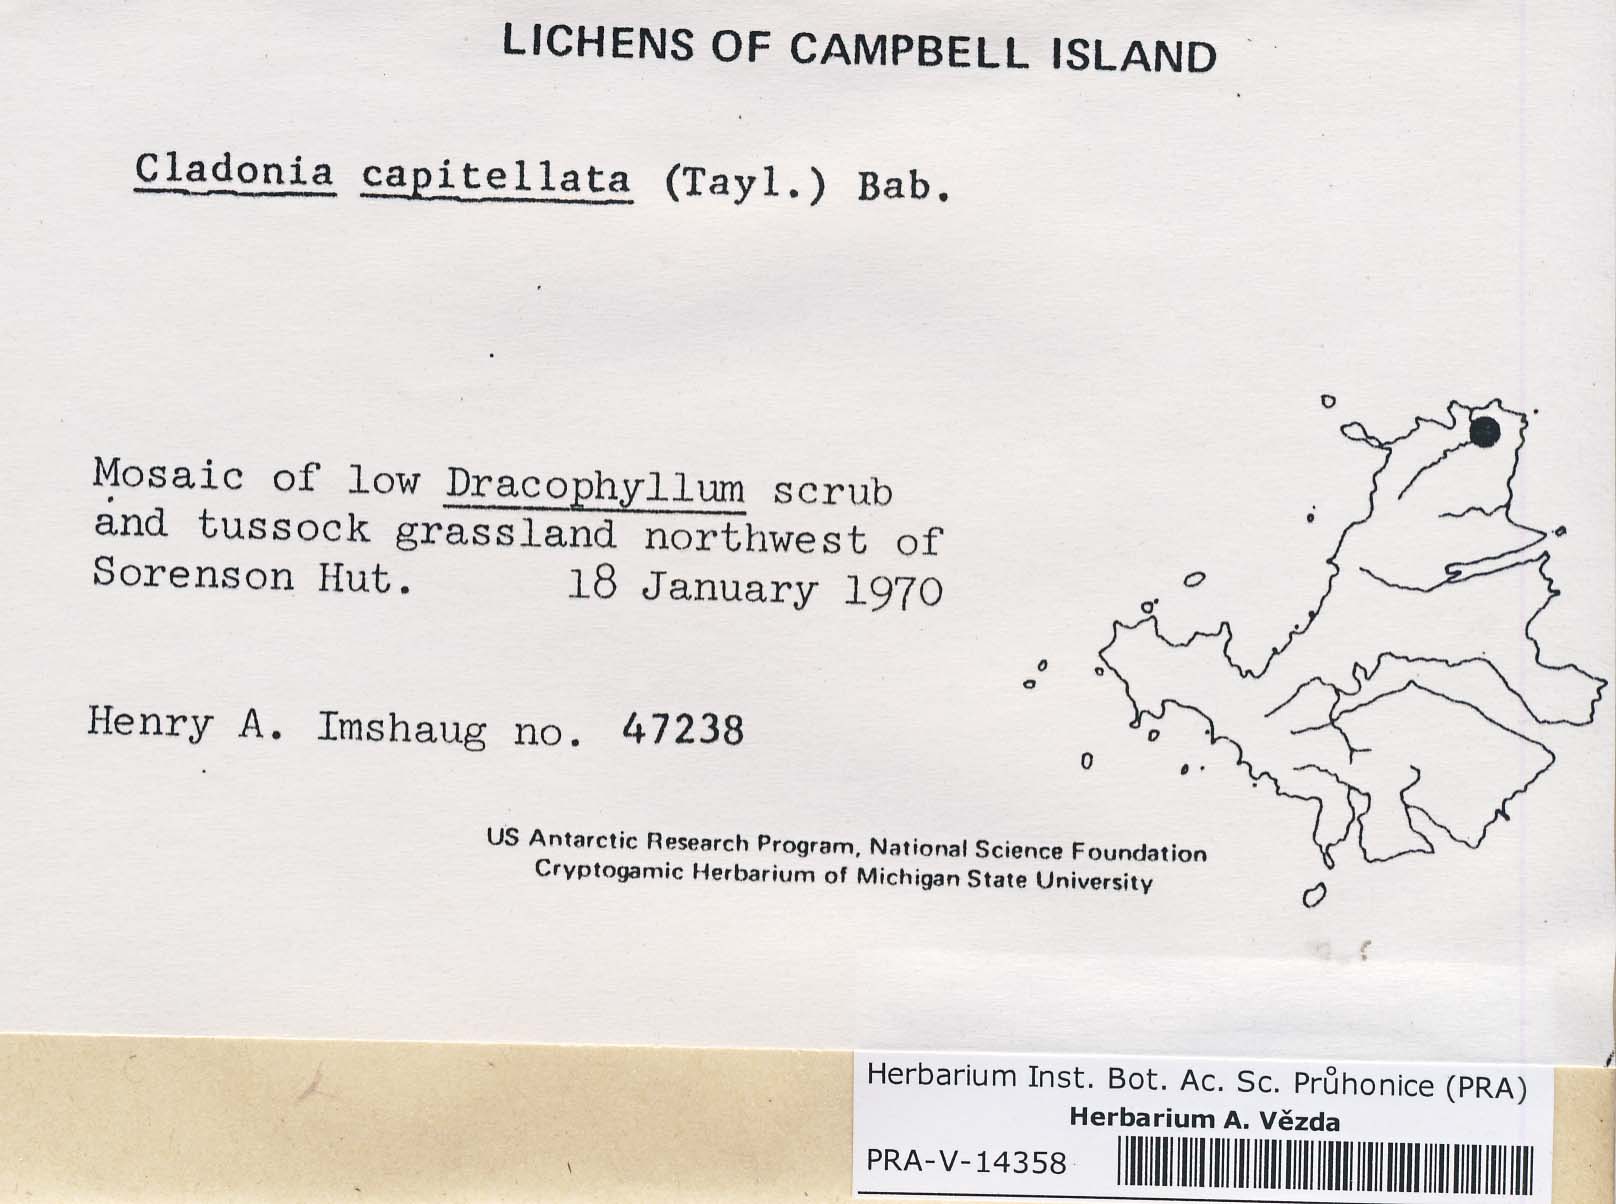 LICHENS OF CAMPBELL ISLAND
Cladonia capitellata (Tayl.) Bab.
Mosaic of low Dracophyllum scrub
and tussock grassland northwest of
Sorenson Hut. 18 January 1970
Henry A. Imshaug no. 47238
US Antarctic Research Program, National Science Foundation
Cryptogamic Herbarium of Michigan State University
Herbarium Inst. Bot. Ac. Sc. Průhonice (PRA)
Herbarium A. Vězda
PRA-V-14358